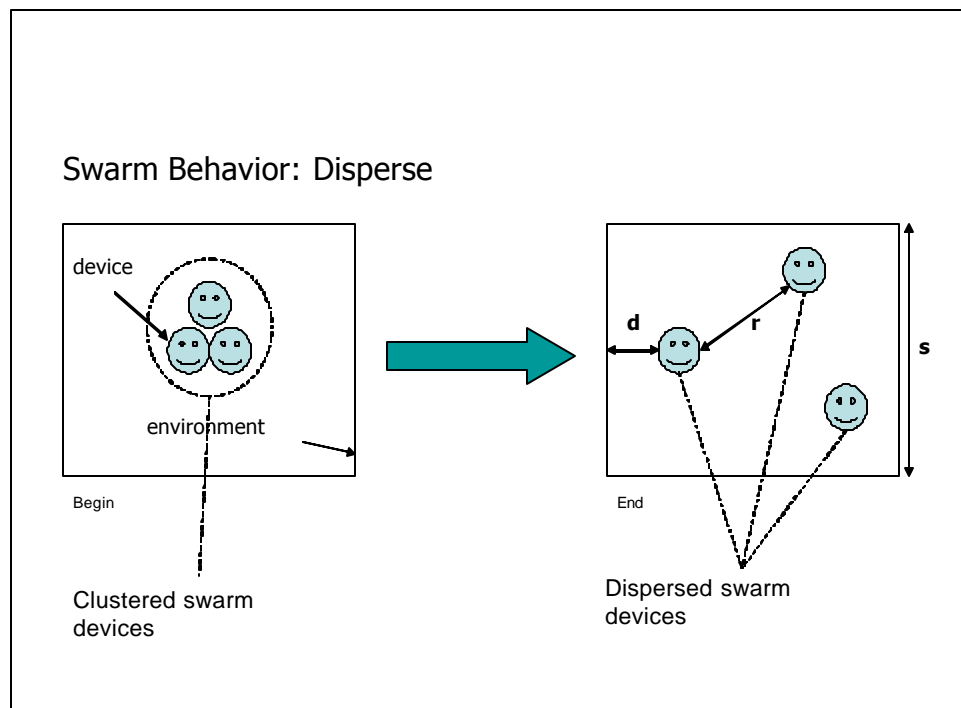 Swarm Behavior: Disperse
device
environment
Begin
Clustered swarm
devices
d
r
s
End
Dispersed swarm
devices